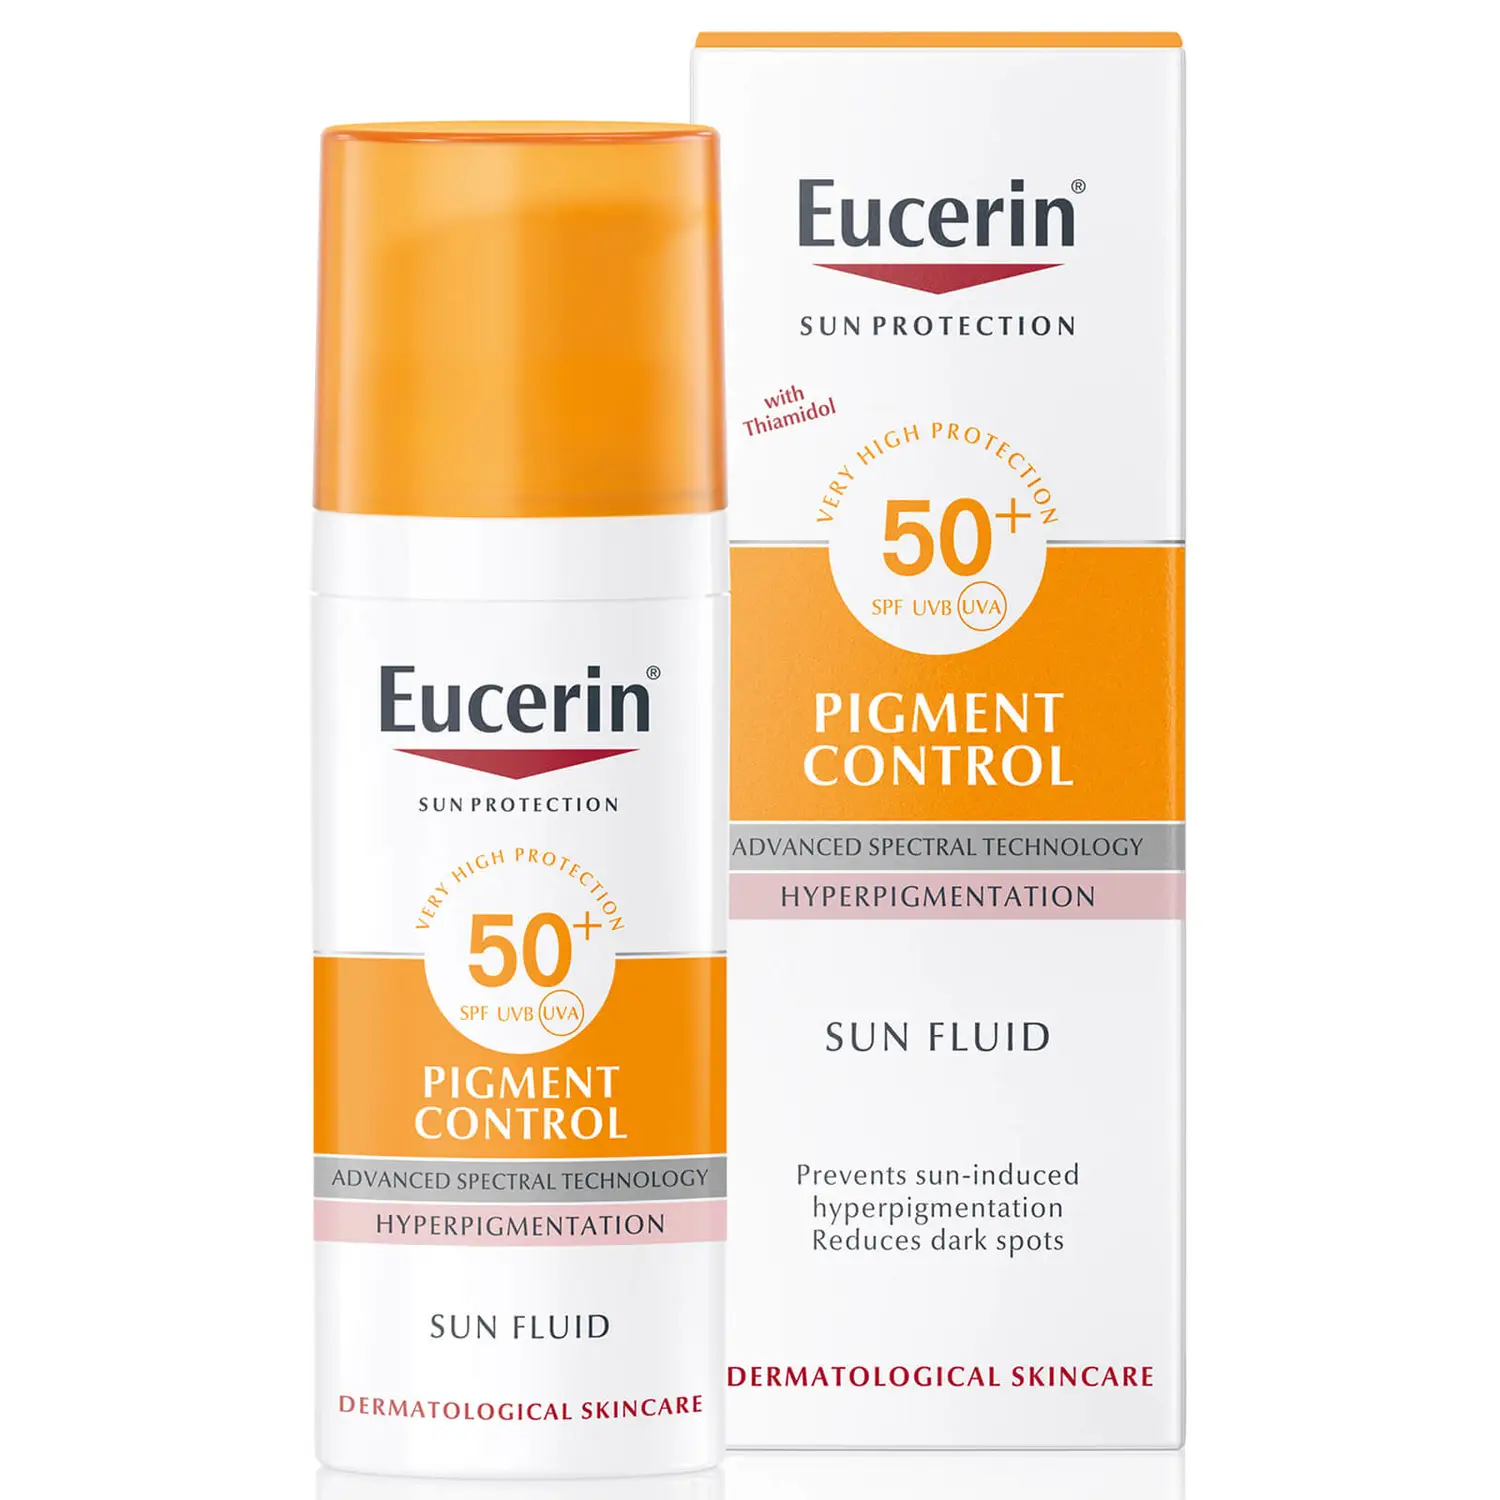 Eucerin®
SUN PROTECTION
VERY HIGH PROTECTION
50+
SPF UVB UVA
PIGMENT
CONTROL
ADVANCED SPECTRAL TECHNOLOGY
HYPERPIGMENTATION
SUN FLUID
DERMATOLOGICAL SKINCARE
Eucerin®
SUN PROTECTION
with
Thiamidol
VERY HIGH PROTECTION
50+
SPF UVB UVA
PIGMENT
CONTROL
ADVANCED SPECTRAL TECHNOLOGY
HYPERPIGMENTATION
SUN FLUID
Prevents sun-induced
hyperpigmentation
Reduces dark spots
DERMATOLOGICAL SKINCARE